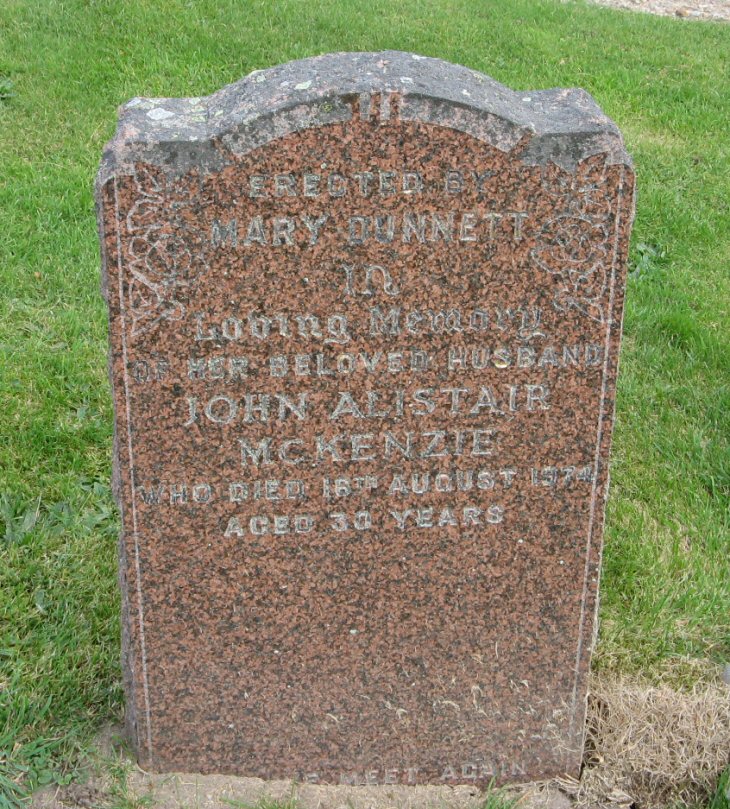 ERECTED BY
MARY DUNNETT
In
Loving Memory
OF HER BELOVED HUSBAND
JOHN ALISTAIR
MCKENZIE
WHO DIED 16TH AUGUST 1974
AGED 30 YEARS
MEET AGAIN